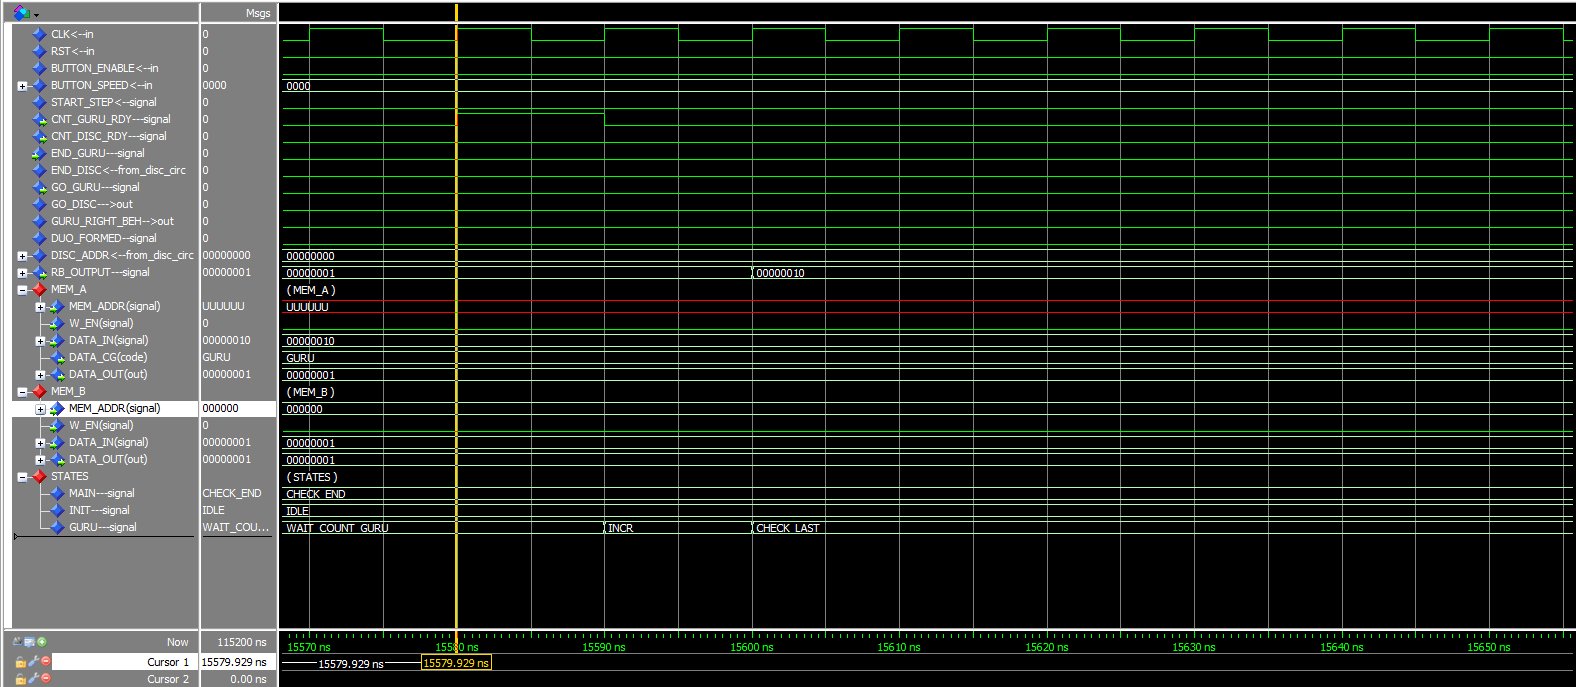 Msgs
CLK<--in 0
RST<--in 0
BUTTON_ENABLE<--in 0
BUTTON_SPEED<--in 0000 0000
START_STEP<--signal 0
CNT_GURU_RDY---signal 0
CNT_DISC_RDY---signal 0
END_GURU---signal 0
END_DISC<--from_disc_circ 0
GO_GURU---signal 0
GO_DISC--->out 0
GURU_RIGHT_BEH-->out 0
DUO_FORMED--signal 0
DISC_ADDR<--from_disc_circ 00000000 00000000
RB_OUTPUT---signal 00000001 00000001 00000010
MEM_A (MEM_A)
MEM_ADDR(signal) UUUUUU UUUUUU
W_EN(signal) 0
DATA_IN(signal) 00000010 00000010
DATA_CG(code) GURU GURU
DATA_OUT(out) 00000001 00000001
MEM_B (MEM_B)
MEM_ADDR(signal) 000000 000000
W_EN(signal) 0
DATA_IN(signal) 00000001 00000001
DATA_OUT(out) 00000001 00000001
STATES (STATES)
MAIN---signal CHECK_END CHECK_END
INIT---signal IDLE IDLE
GURU---signal WAIT_COU... WAIT_COUNT_GURU INCR CHECK_LAST
Now 115200 ns 15570 ns 15580 ns 15590 ns 15600 ns 15610 ns 15620 ns 15630 ns 15640 ns 15650 ns
Cursor 1 15579.929 ns 15579.929 ns 15579.929 ns
Cursor 2 0.00 ns